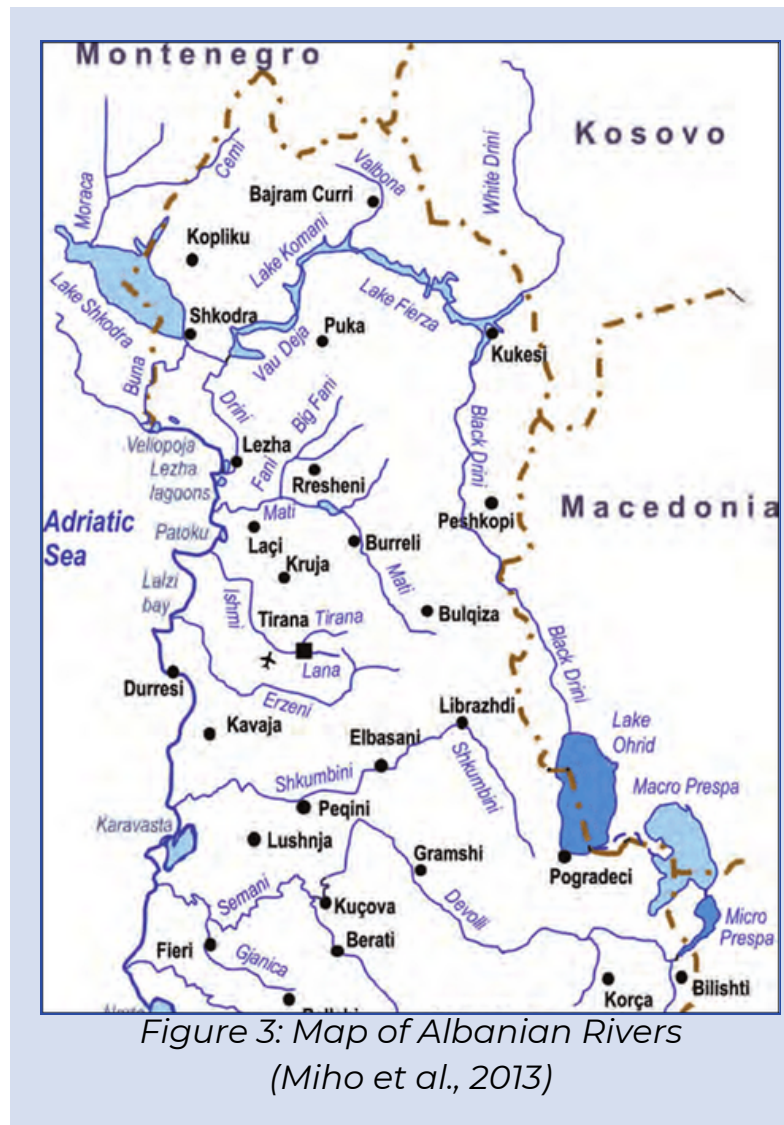 Montenegro
Kosovo
Cemi
Moraca
Valbona
White Drini
Bajram Curri
Kopliku
Lake Komani
Lake Shkodra
Lake Fierza
Shkodra
Vau Deja
Puka
Kukesi
Buna
Drini
Big Fani
Black Drini
Veliopoja
Lezha
Lezha
lagoons
Fani
Rresheni
Macedonia
Adriatic
Sea
Patoku
Mati
Peshkopi
Laçi
Burreli
Kruja
Mati
Lalzi
bay
Ishmi
Tirana
Tirana
Bulqiza
Lana
Black Drini
Durresi
Erzeni
Librazhdi
Lake
Ohrid
Kavaja
Elbasani
Shkumbini
Shkumbini
Macro Prespa
Karavasta
Peqini
Lushnja
Gramshi
Pogradeci
Semani
Kuçova
Devolli
Micro
Prespa
Fieri
Gjanica
Berati
Korça
Bilishti
Figure 3: Map of Albanian Rivers
(Miho et al., 2013)